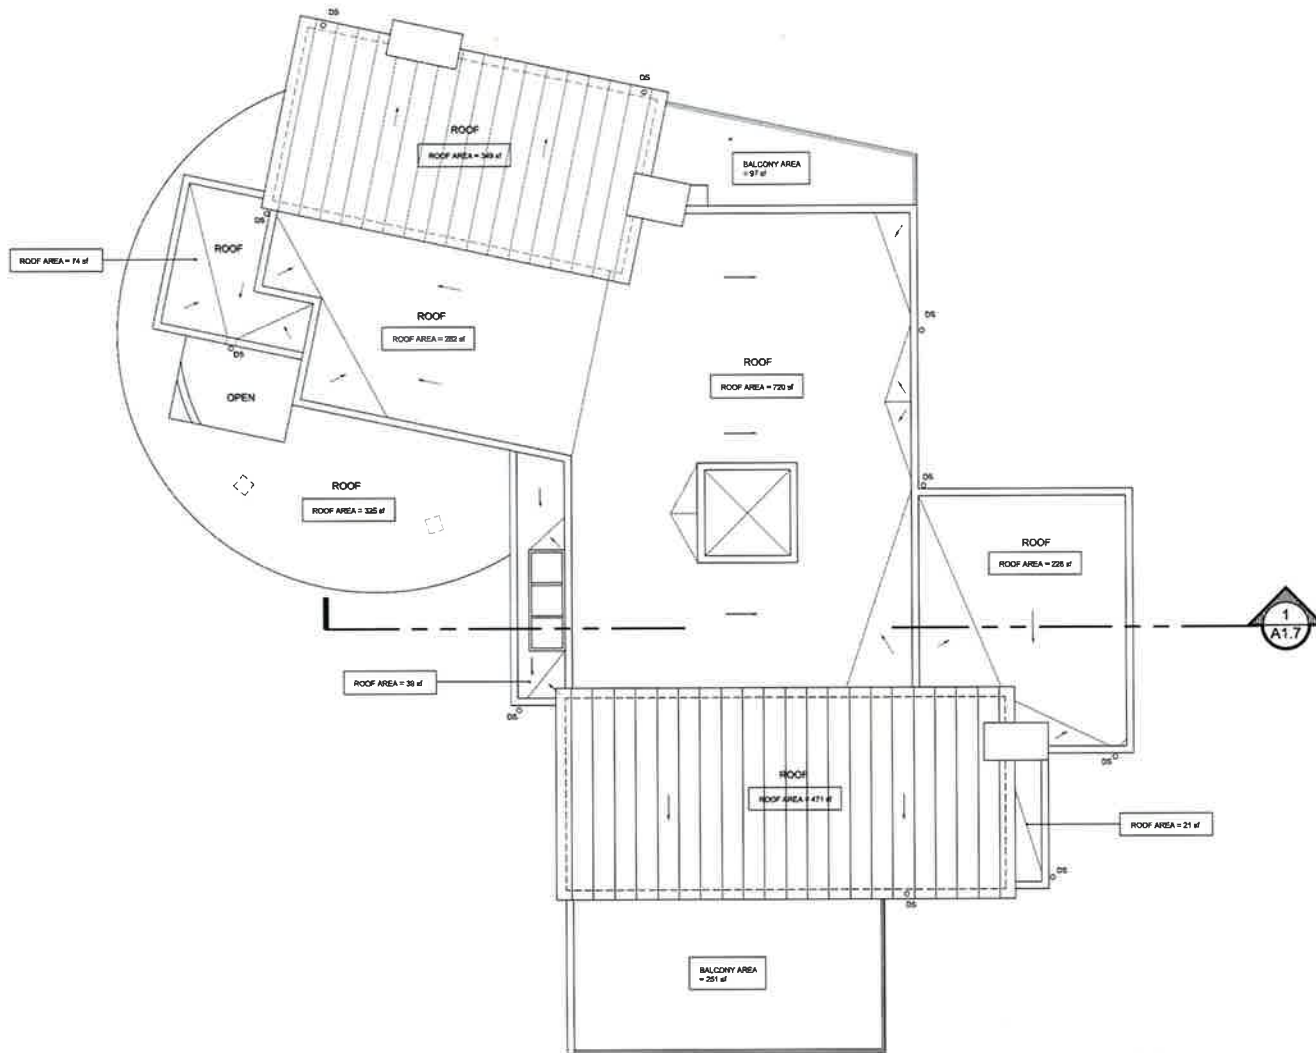 DS
DS
ROOF
ROOF AREA = 349 sf
BALCONY AREA
= 97 sf
DS
ROOF
ROOF AREA = 74 sf
ROOF
ROOF AREA = 282 sf
DS
DS
ROOF
ROOF AREA = 720 sf
OPEN
DS
ROOF
ROOF AREA = 325 sf
ROOF
ROOF AREA = 228 sf
1
A1.7
ROOF AREA = 39 sf
DS
DS
ROOF
ROOF AREA = 471 sf
ROOF AREA = 21 sf
DS
DS
BALCONY AREA
= 251 sf